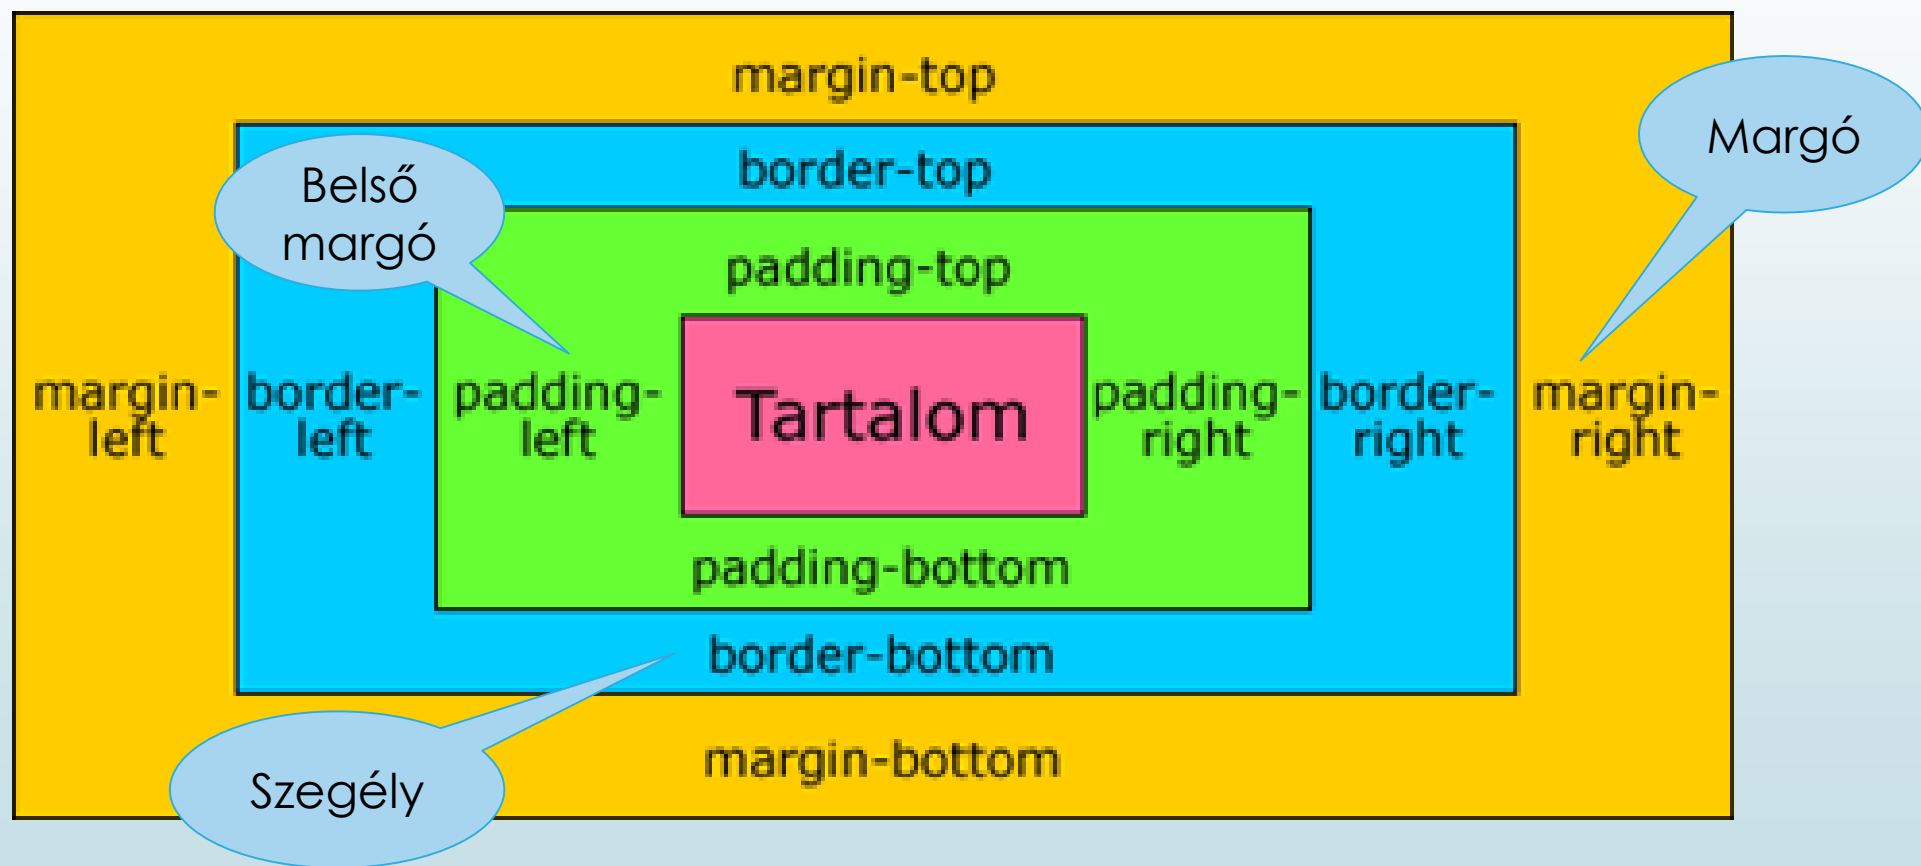 margin-top
Margó
border-top
Belső
margó
padding-top
margin-
left
border-
left
padding-
left
Tartalom
padding-
right
border-
right
margin-
right
padding-bottom
border-bottom
margin-bottom
Szegély